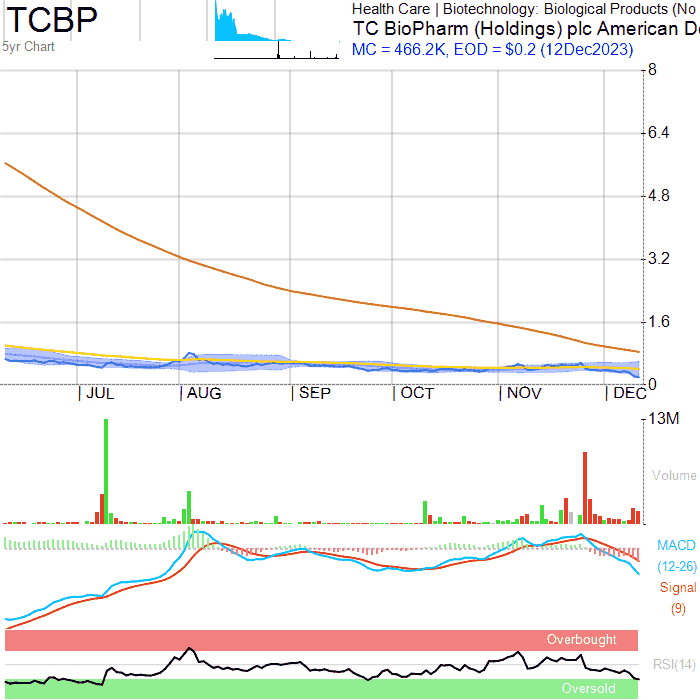 TCBP
5yr Chart
Health Care | Biotechnology: Biological Products (No
TC BioPharm (Holdings) plc American De
MC = 466.2K, EOD = $0.2 (12Dec2023)
8
6.4
4.8
3.2
1.6
0
| JUL
| AUG
| SEP
| OCT
| NOV
| DEC
13M
Volume
MACD
(12-26)
Signal
(9)
Overbought
RSI(14)
Oversold